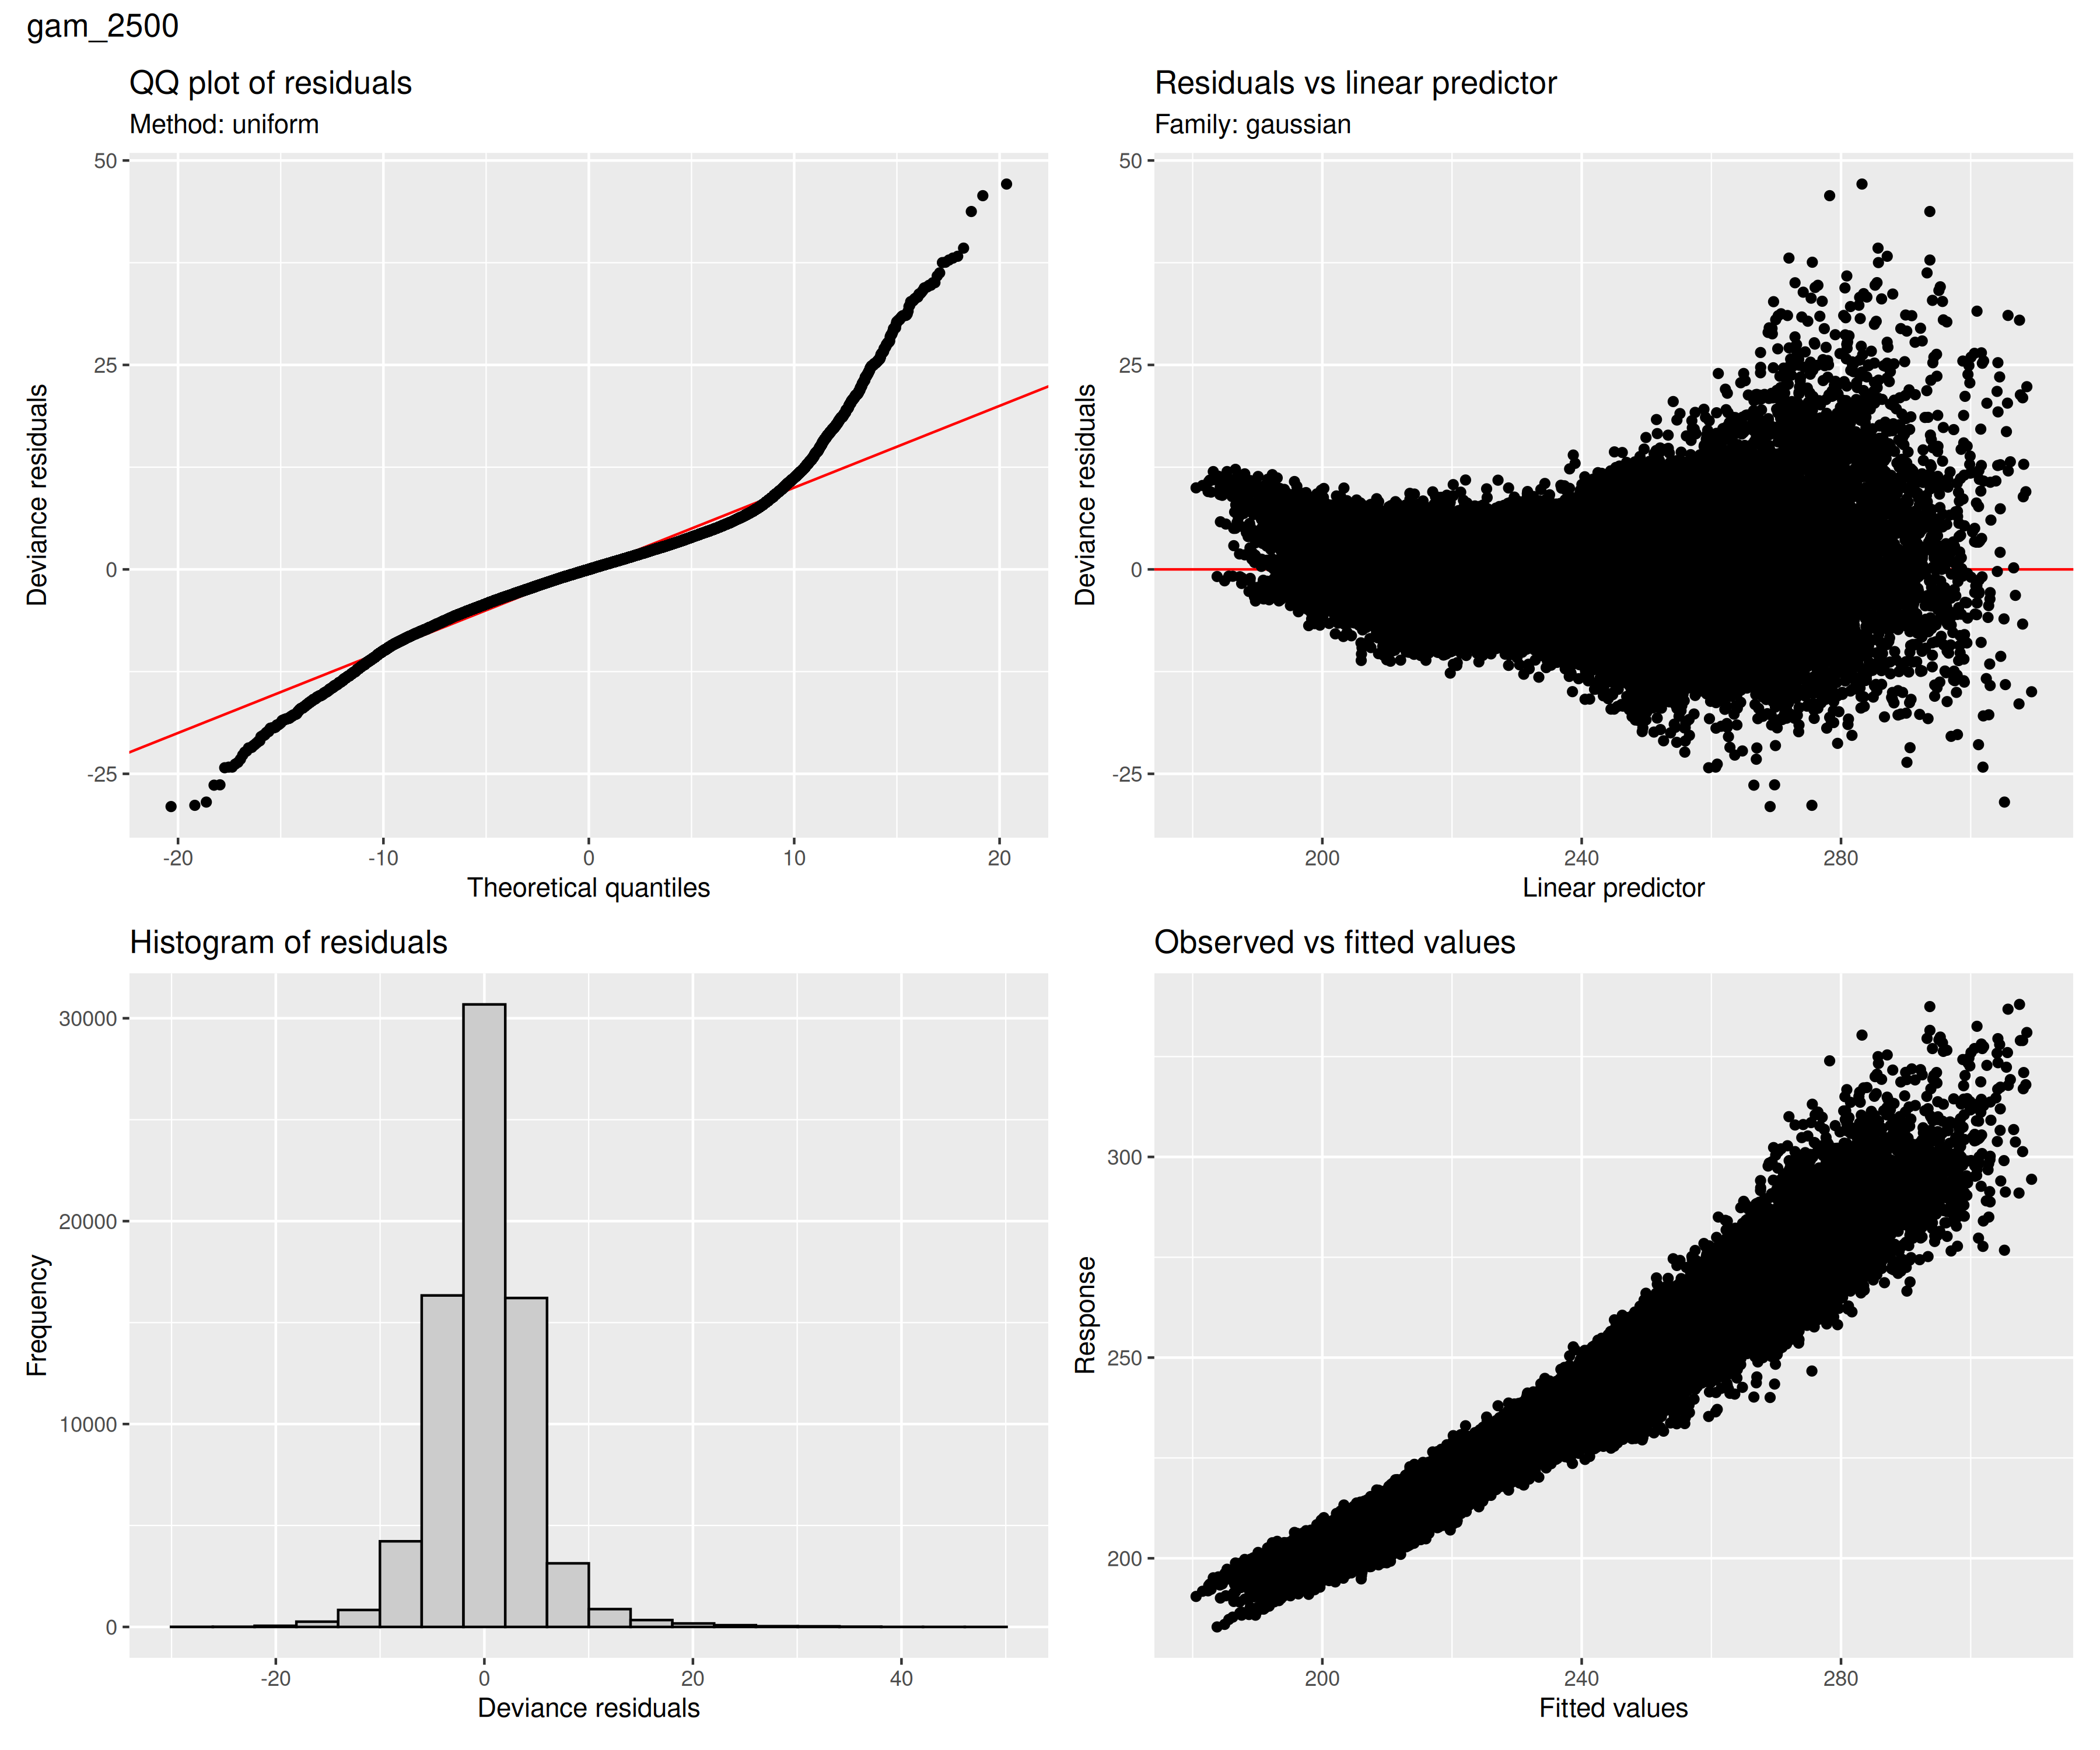 gam_2500
QQ plot of residuals
Method: uniform
50
25
0
-25
-20
-10
0
10
20
Deviance residuals
Theoretical quantiles
Residuals vs linear predictor
Family: gaussian
50
25
0
-25
200
240
280
Deviance residuals
Linear predictor
Histogram of residuals
30000
20000
10000
0
-20
0
20
40
Frequency
Deviance residuals
Observed vs fitted values
300
250
200
200
240
280
Response
Fitted values